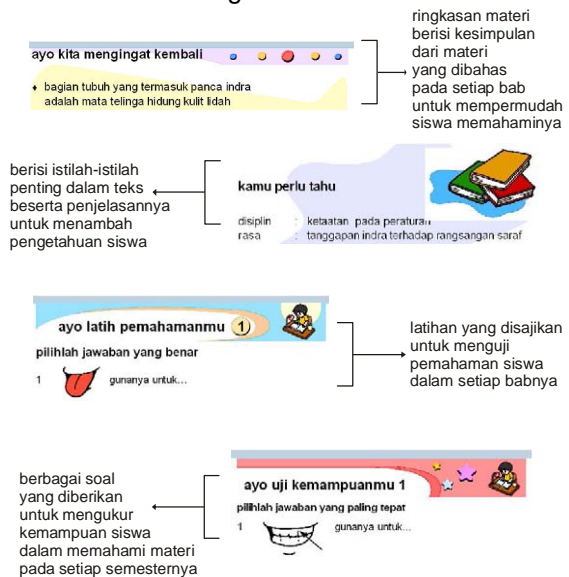 ringkasan materi
berisi kesimpulan
dari materi
yang dibahas
pada setiap bab
untuk mempermudah
siswa memahaminya
ayo kita mengingat kembali
bagian tubuh yang termasuk panca indra
adalah mata telinga hidung kulit lidah
berisi istilah-istilah
penting dalam teks
beserta penjelasannya
untuk menambah
pengetahuan siswa
kamu perlu tahu
disiplin : ketaatan pada peraturan
rasa : tanggapan indra terhadap rangsangan saraf
ayo latih pemahamanmu 1
pilihlah jawaban yang benar
1 gunanya untuk...
latihan yang disajikan
untuk menguji
pemahaman siswa
dalam setiap babnya
berbagai soal
yang diberikan
untuk mengukur
kemampuan siswa
dalam memahami materi
pada setiap semesternya
ayo uji kemampuanmu 1
pilihlah jawaban yang paling tepat
1 gunanya untuk...